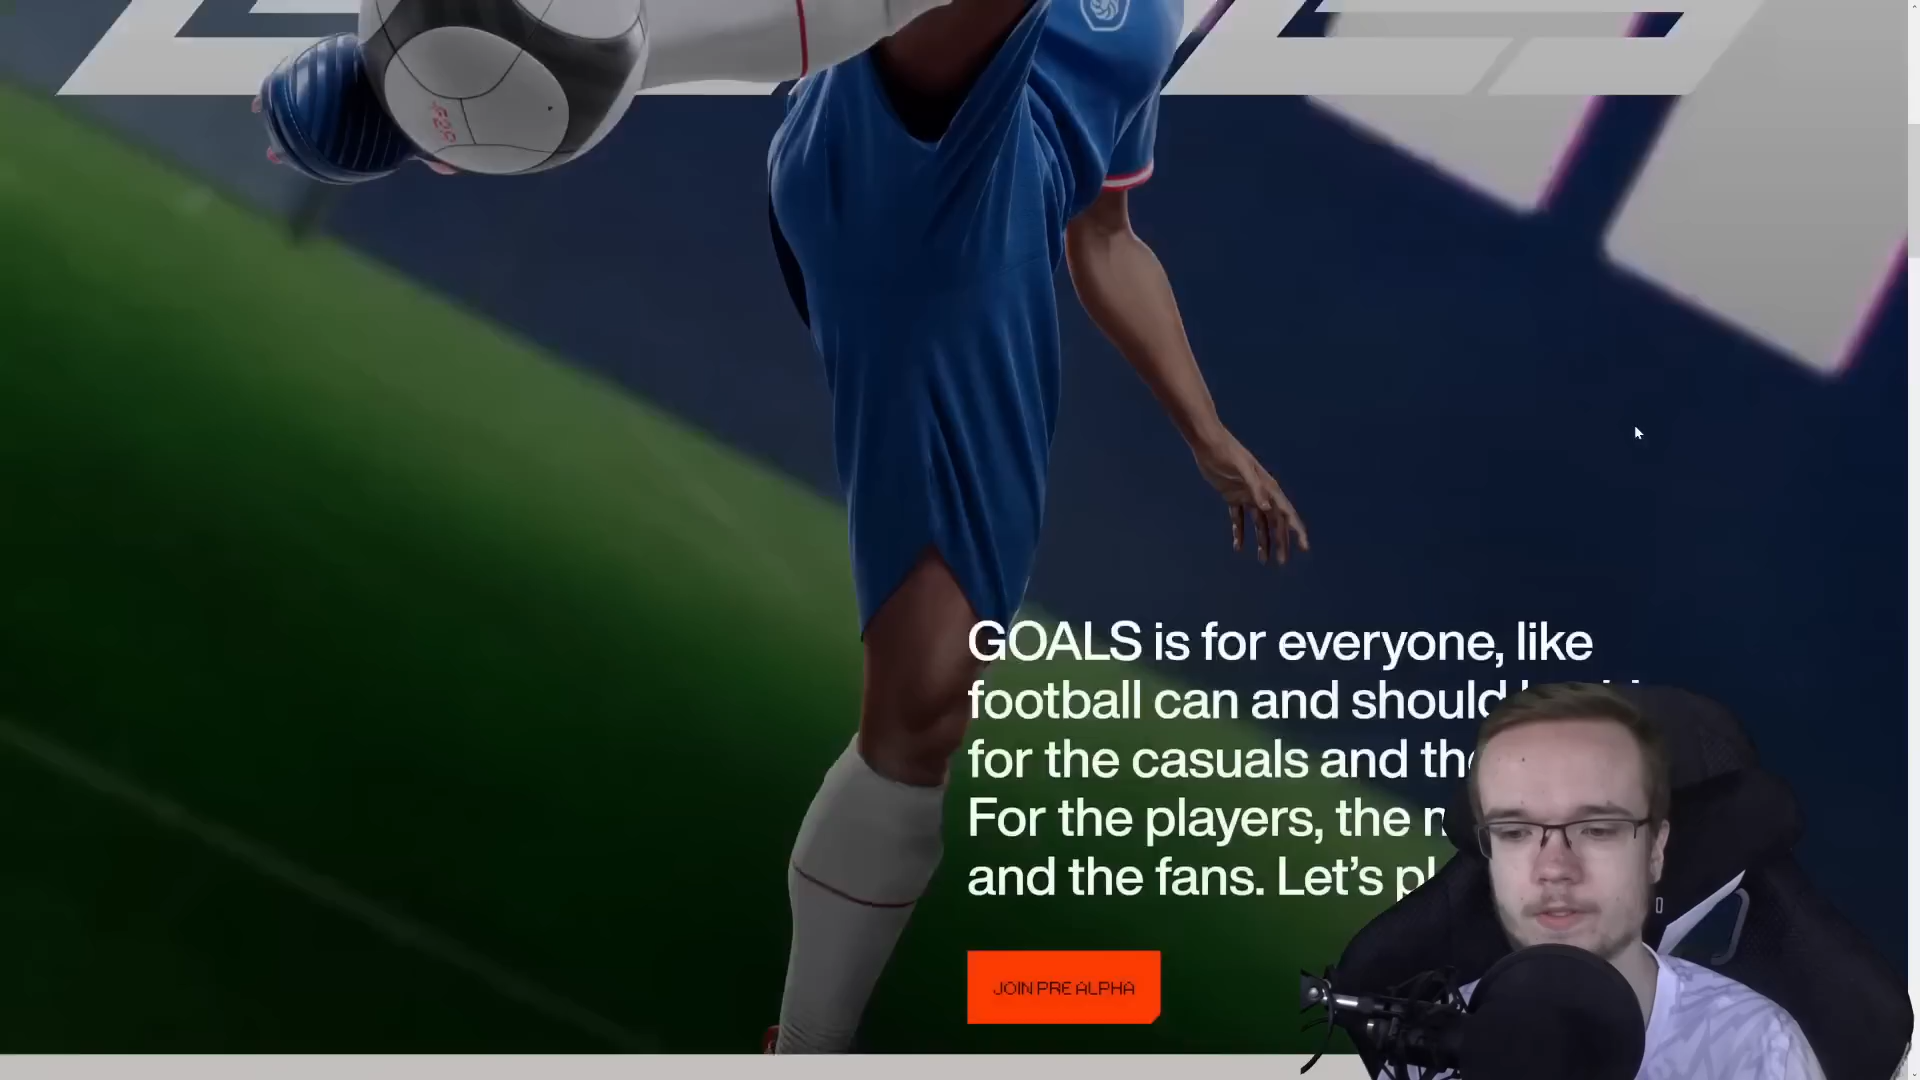 GOALS is for everyone, like
football can and should
for the casuals and
For the players, the
and the fans. Let's
JOIN PRE ALPHA